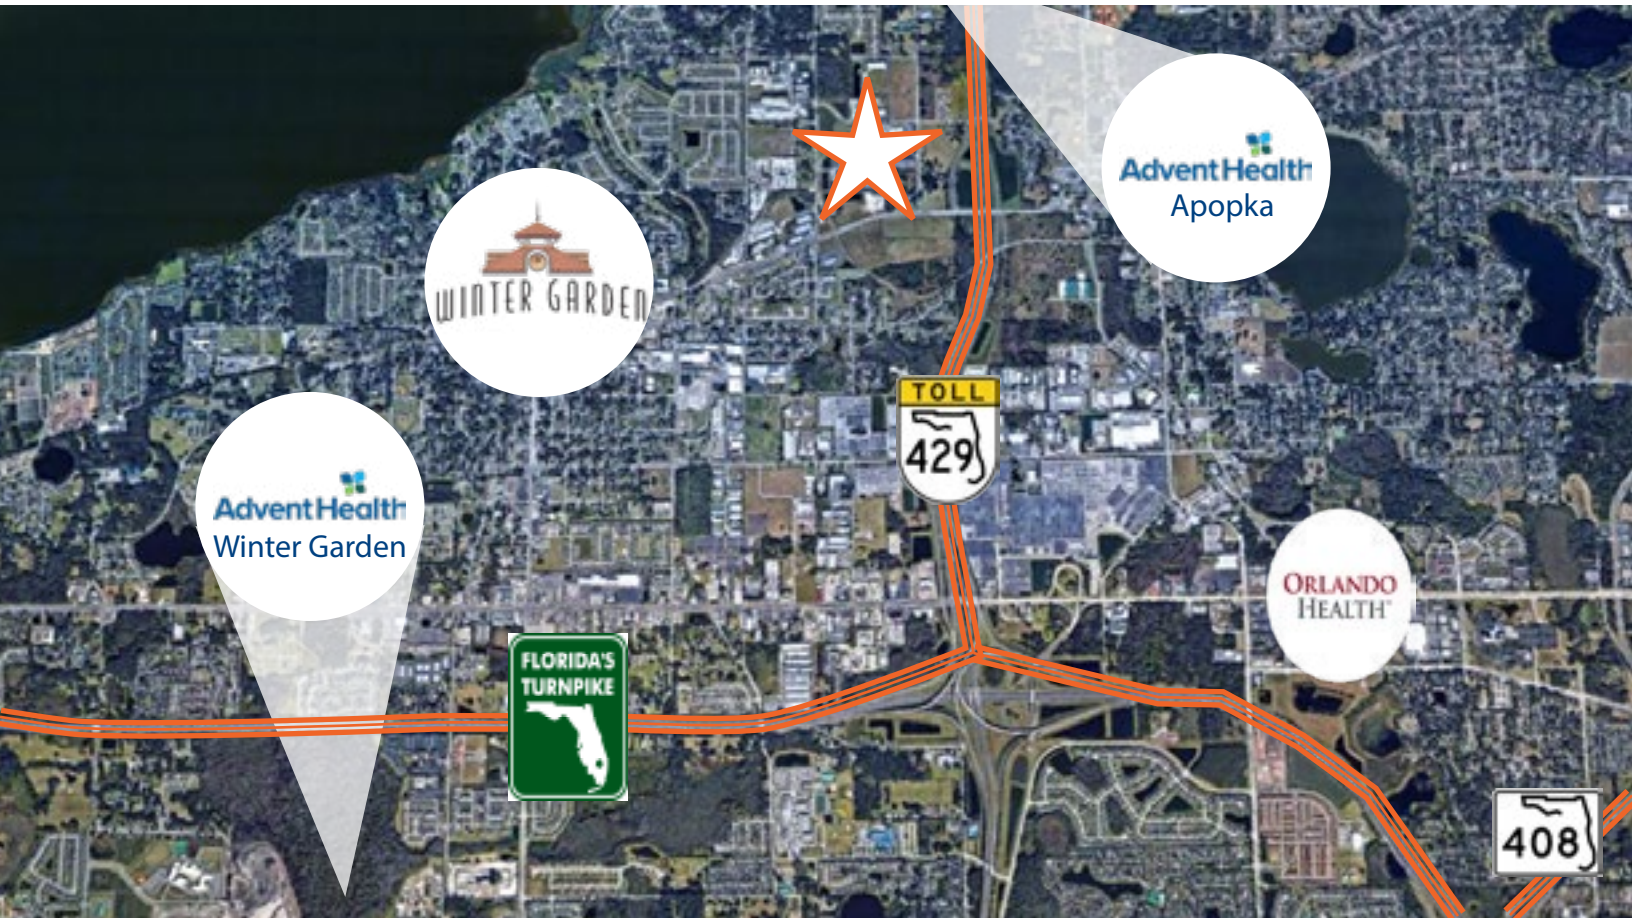 AdventHealth
Apopka
WINTER GARDEN
TOLL
429
AdventHealth
Winter Garden
ORLANDO
HEALTH
FLORIDA'S
TURNPIKE
408